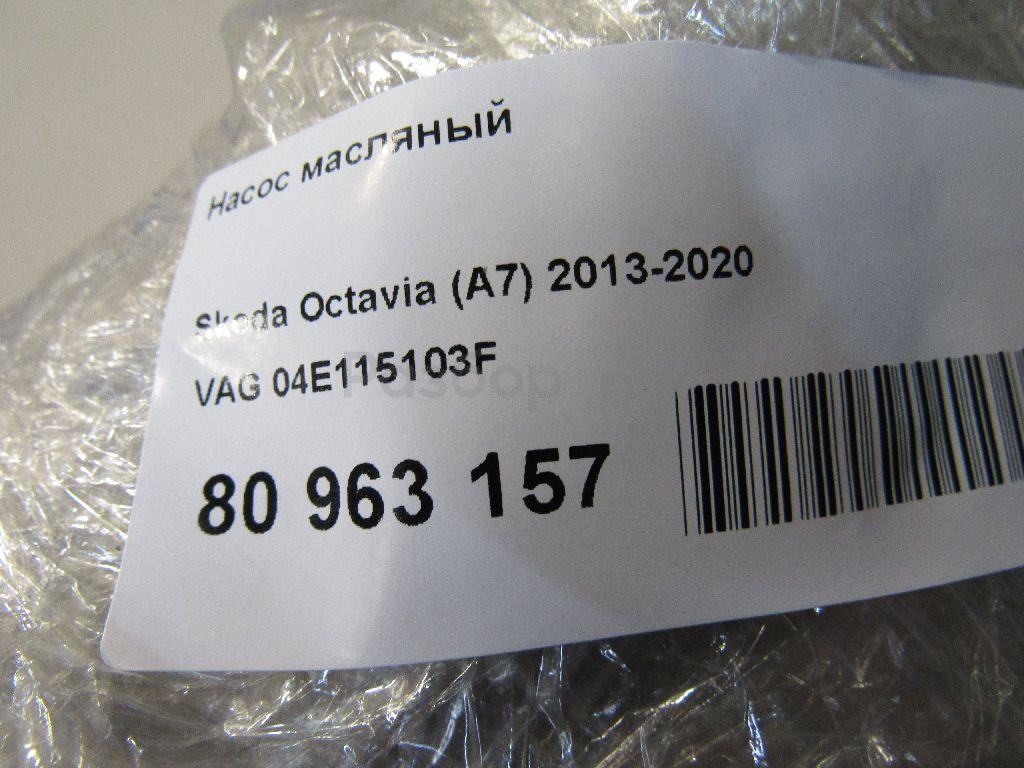 Насос масляный
Skoda Octavia (A7) 2013-2020
VAG 04E115103F
80 963 157